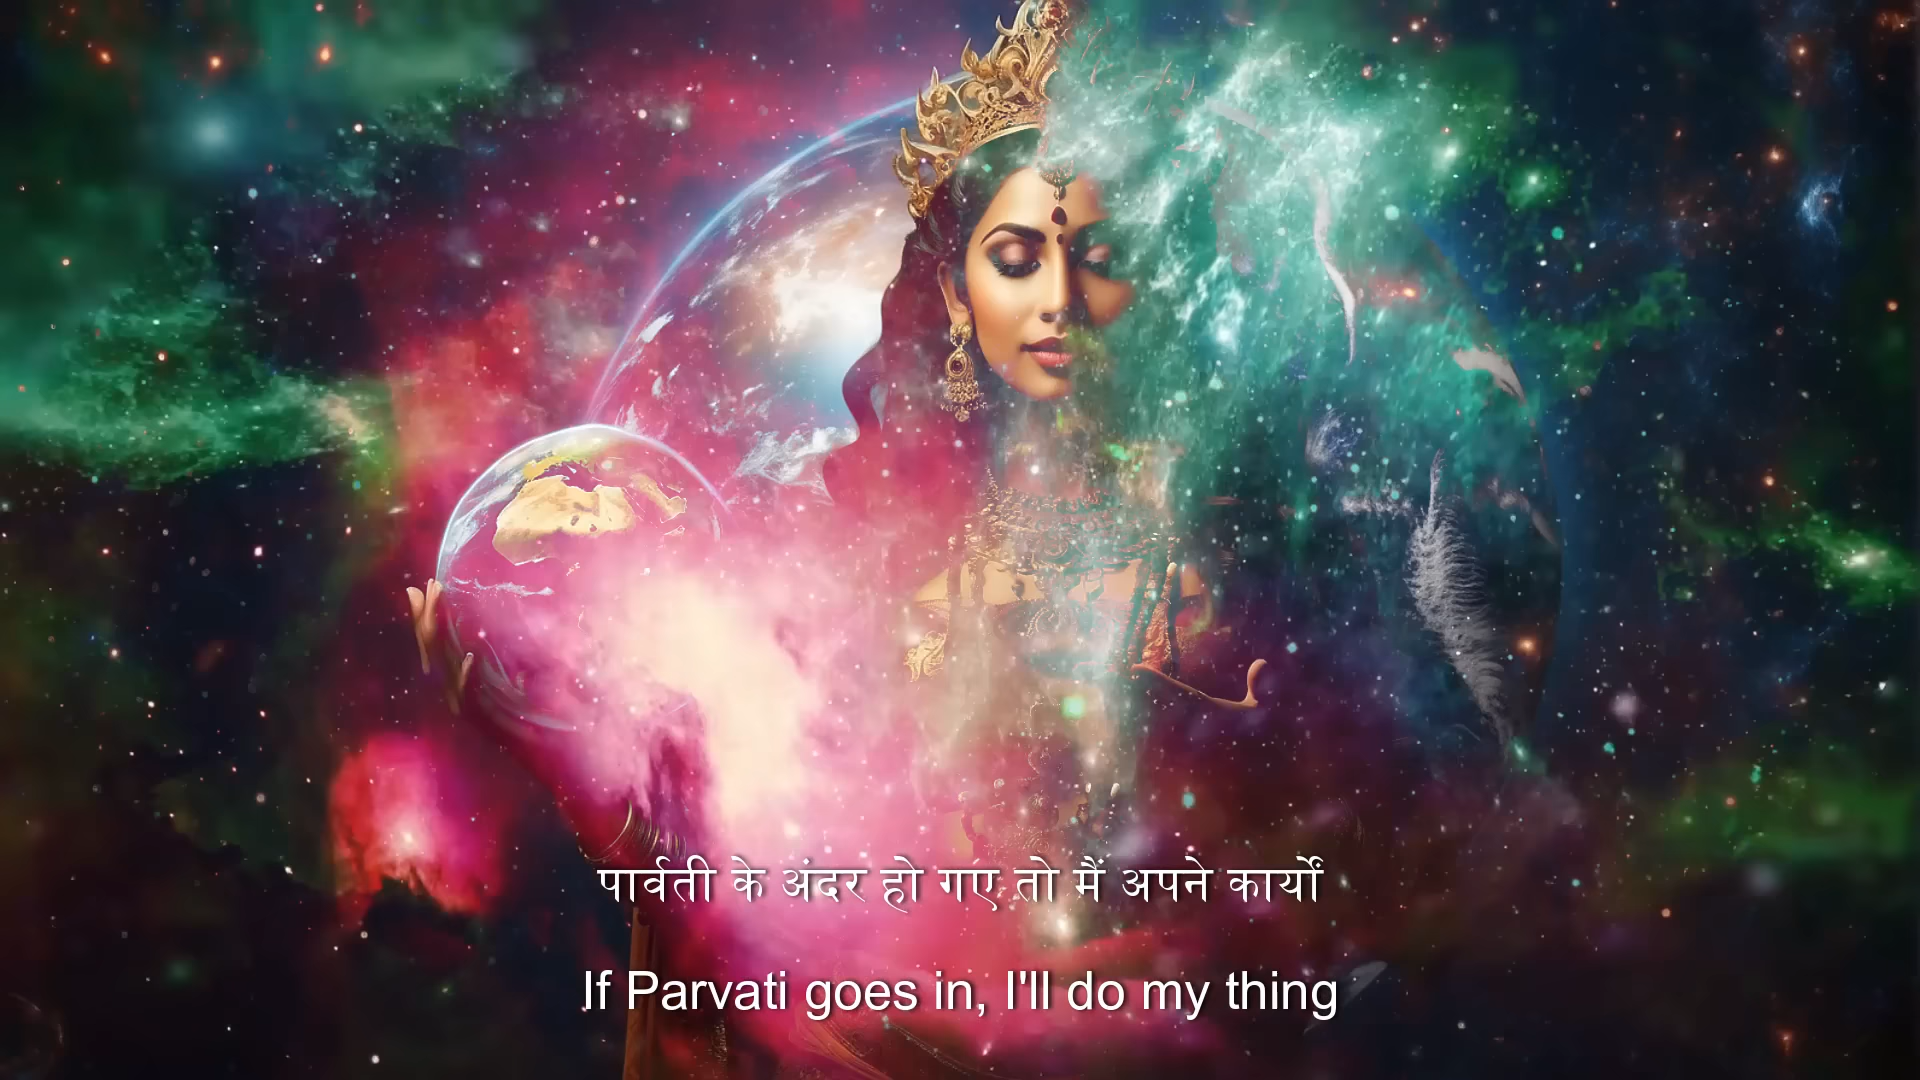 पार्वती के अंदर हो गए तो मैं अपने कार्यों
If Parvati goes in, I'll do my thing